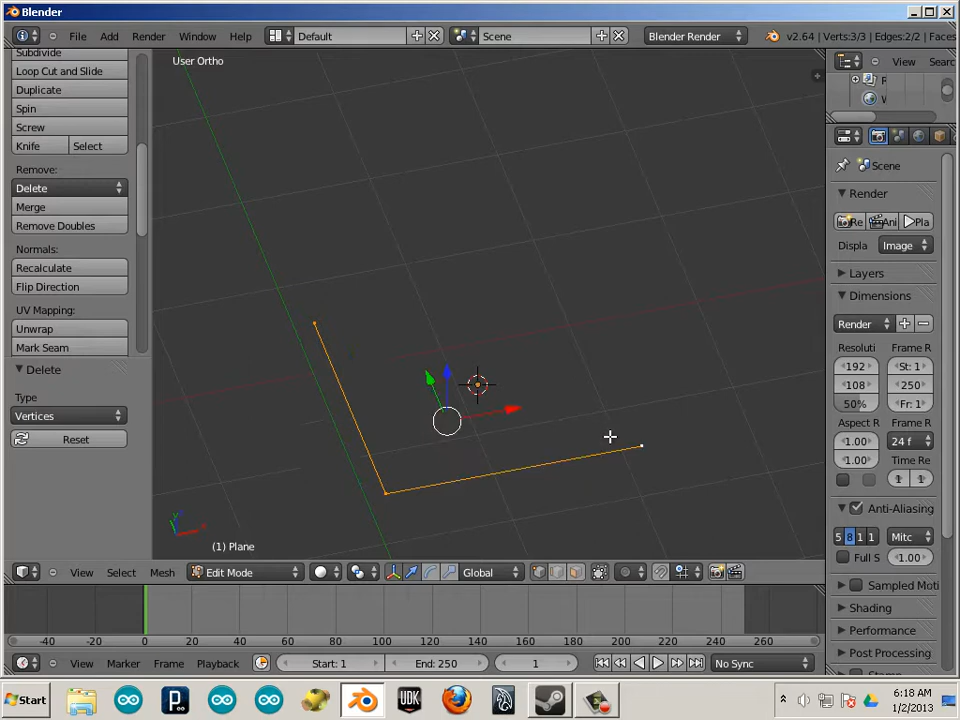 Blender
File Add Render Window Help Default Scene Blender Render v2.64 | Verts:3/3 | Edges:2/2 | Faces
Subdivide
Loop Cut and Slide
Duplicate
Spin
Screw
Knife Select
Remove:
Delete
Merge
Remove Doubles
Normals:
Recalculate
Flip Direction
UV Mapping:
Unwrap
Mark Seam
Delete
Type
Vertices
Reset
User Ortho
(1) Plane
View Searc
Scene
Render
Re Ani Pla
Displa Image
Layers
Dimensions
Render
Resoluti Frame R
192 St: 1
108 250
50% Fr: 1
Aspect R Frame R
1.00 24 f
1.00 Time Re
1 1
Anti-Aliasing
5 8 1 1 Mitc
Full S 1.00
Sampled Moti
Shading
Performance
Post Processing
View Select Mesh Edit Mode Global
-40 -20 0 20 40 60 80 100 120 140 160 180 200 220 240 260
View Marker Frame Playback Start: 1 End: 250 1 No Sync
Start UDK
6:18 AM
1/2/2013